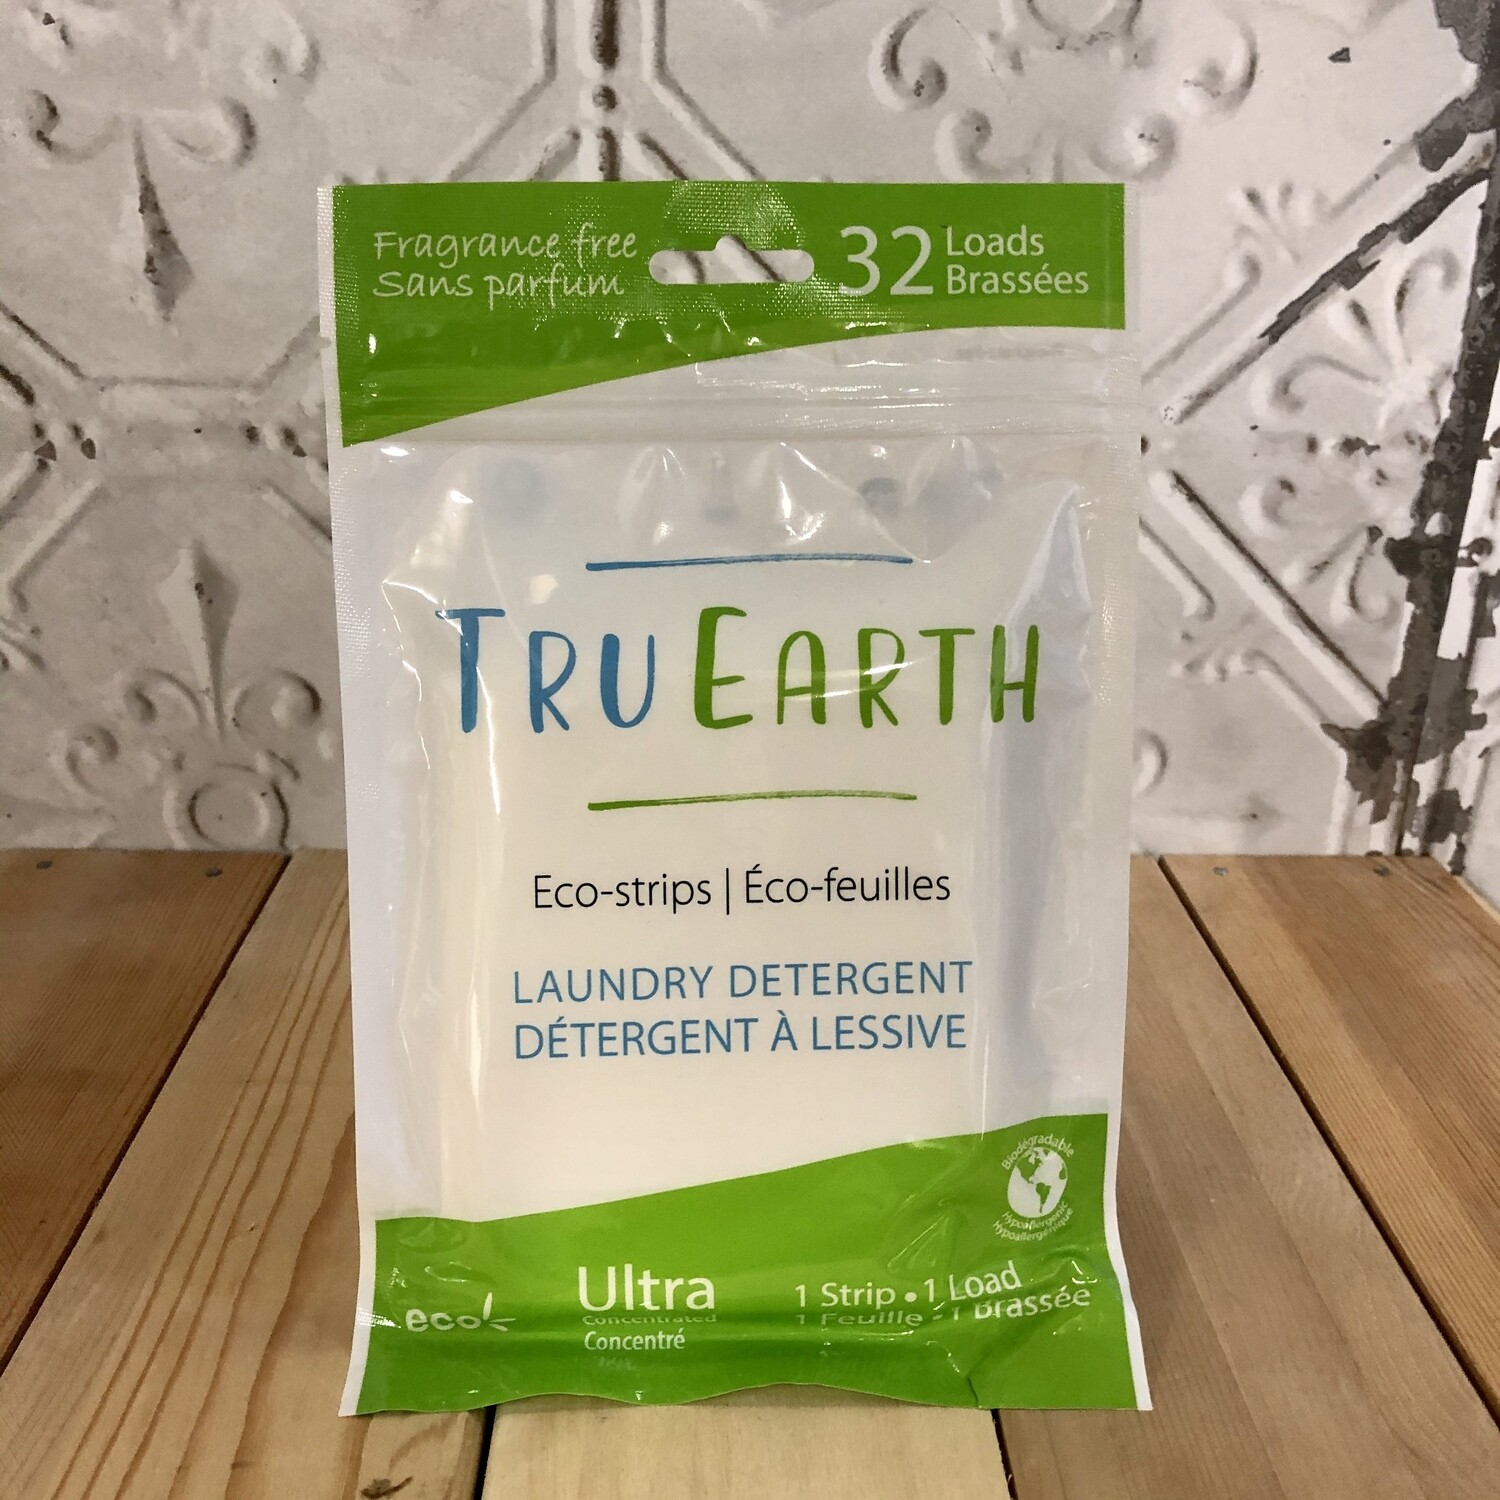 Fragrance free
Sans parfum
32 Loads
Brassées
TRUEARTH
Eco-strips | Éco-feuilles
LAUNDRY DETERGENT
DÉTERGENT À LESSIVE
Biodégradable
Hypoallergenic
Hypoallergénique
eco
Ultra
Concentrated
Concentré
1 Strip • 1 Load
1 Feuille • 1 Brassée